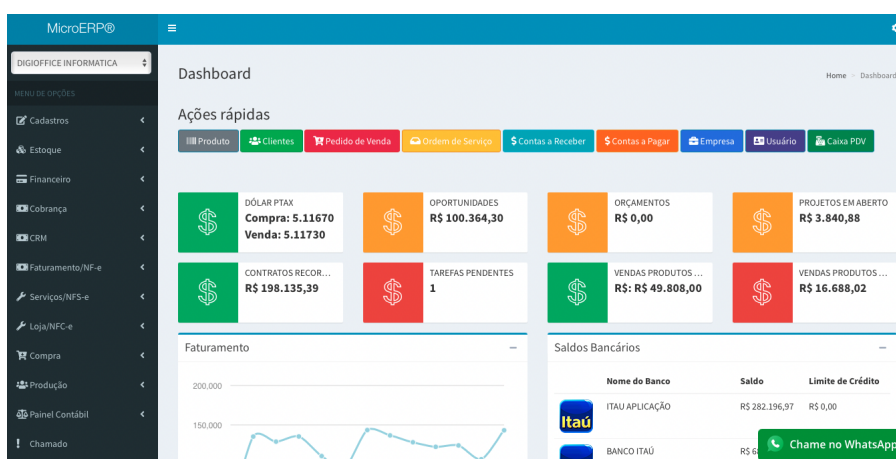 MicroERP®
DIGIOFFICE INFORMATICA
MENU DE OPÇÕES
Cadastros
Estoque
Financeiro
Cobrança
CRM
Faturamento/NF-e
Serviços/NFS-e
Loja/NFC-e
Compra
Produção
Painel Contábil
Chamado
Dashboard
Home
Dashboard
Ações rápidas
Produto
Clientes
Pedido de Venda
Ordem de Serviço
Contas a Receber
Contas a Pagar
Empresa
Usuário
Caixa PDV
DÓLAR PTAX
Compra: 5.11670
Venda: 5.11730
OPORTUNIDADES
R$ 100.364,30
ORÇAMENTOS
R$ 0,00
PROJETOS EM ABERTO
R$ 3.840,88
CONTRATOS RECOR...
R$ 198.135,39
TAREFAS PENDENTES
1
VENDAS PRODUTOS ...
R$: R$ 49.808,00
VENDAS PRODUTOS ...
R$ 16.688,02
Faturamento
200,000
150,000
Saldos Bancários
Nome do Banco Saldo Limite de Crédito
Itaú
ITAU APLICAÇÃO R$ 282.196,97 R$ 0,00
BANCO ITAÚ
Chame no WhatsApp